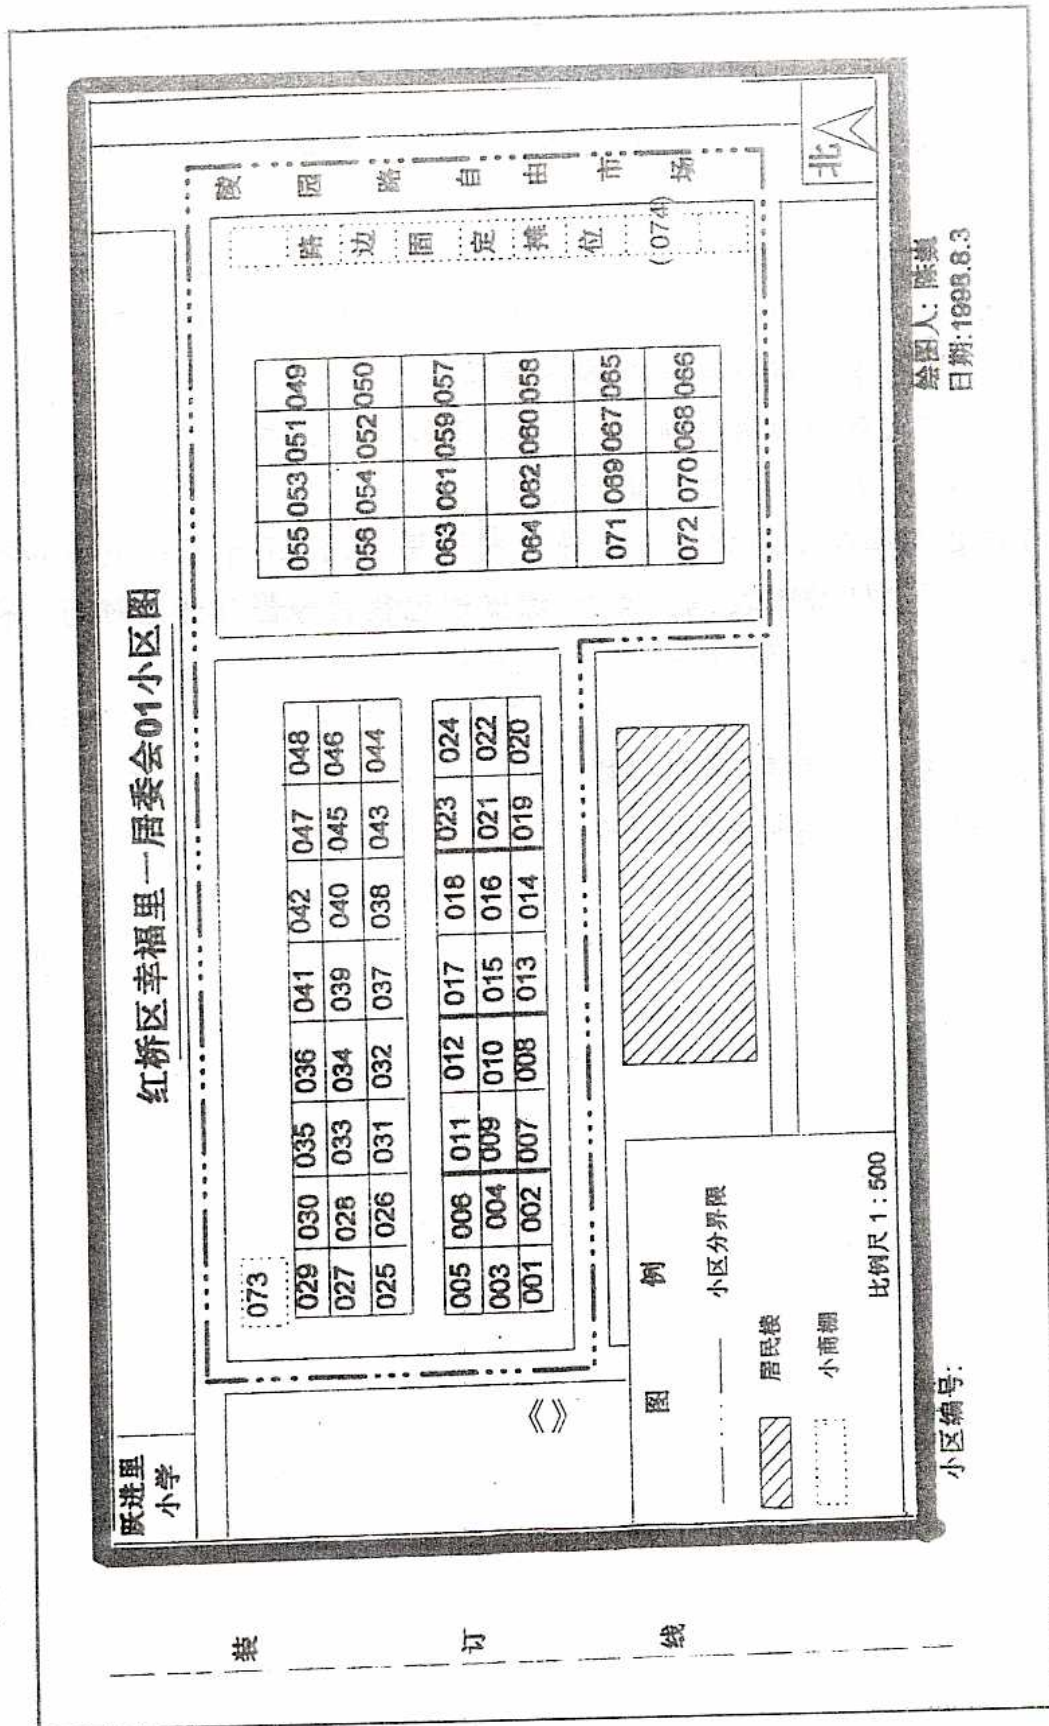 红桥区幸福里一居委会01小区图
跃进里
小学
073
029 030 035 036 041 042 047 048
027 028 033 034 039 040 045 046
025 026 031 032 037 038 043 044
005 006 011 012 017 018 023 024
003 004 009 010 015 016 021 022
001 002 007 008 013 014 019 020
055 053 051 049
056 054 052 050
063 061 059 057
064 062 060 058
071 069 067 065
072 070 068 066
路边固定摊位(074)
陵园路自由市场
北
图例
小区分界限
居民楼
小商棚
比例尺 1:500
小区编号:
绘图人: 陈
日期:1998.8.3
装订线